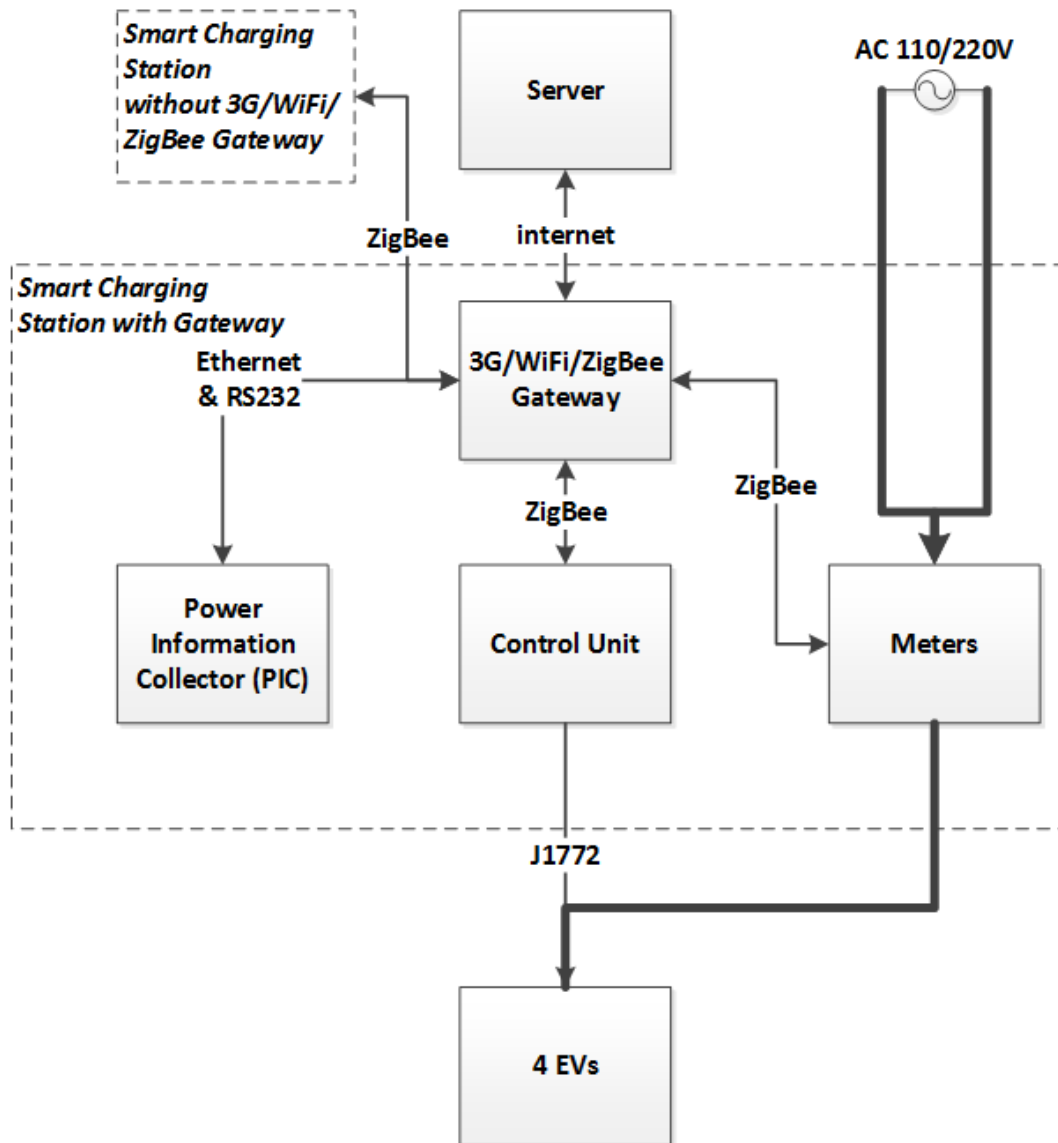 Smart Charging
Station
without 3G/WiFi/
ZigBee Gateway
Server
AC 110/220V
ZigBee
internet
Smart Charging
Station with Gateway
Ethernet
& RS232
3G/WiFi/ZigBee
Gateway
ZigBee
ZigBee
Power
Information
Collector (PIC)
Control Unit
Meters
J1772
4 EVs